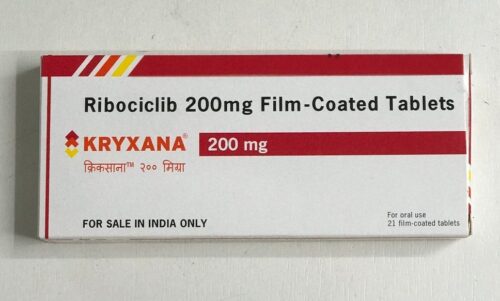 Ribociclib 200mg Film-Coated Tablets
KRYXANA® 200 mg
क्रिक्साना™ २०० मिग्रा
FOR SALE IN INDIA ONLY
For oral use
21 film-coated tablets